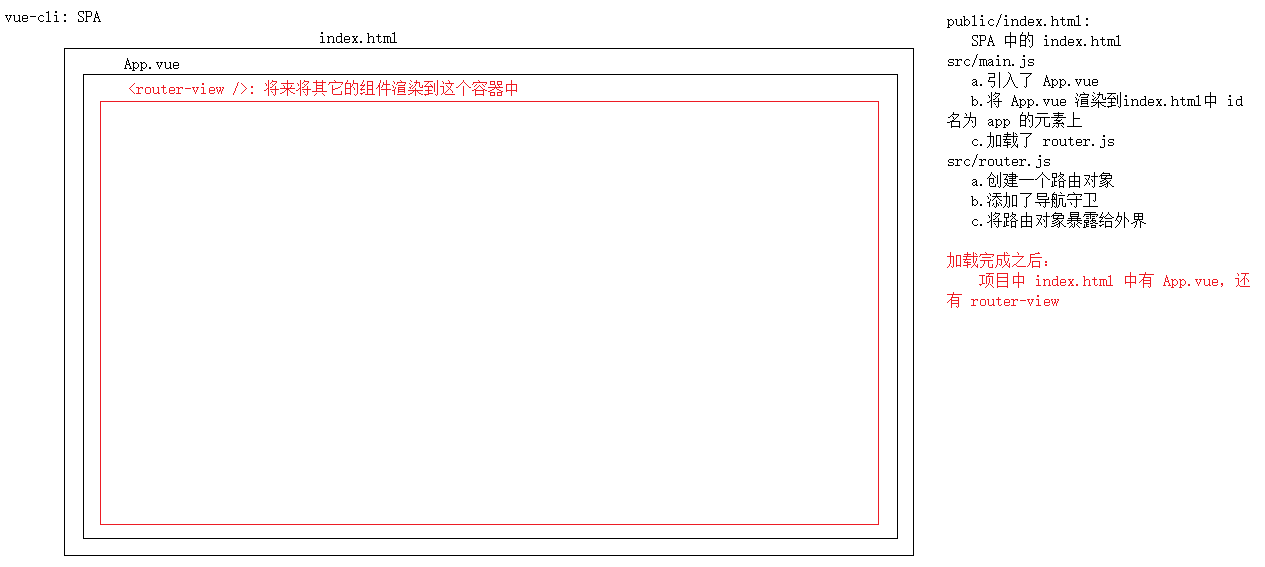 vue-cli: SPA
index.html
App.vue
<router-view />: 将来将其它的组件渲染到这个容器中
public/index.html:
SPA 中的 index.html
src/main.js
a.引入了 App.vue
b.将 App.vue 渲染到index.html中 id
名为 app 的元素上
c.加载了 router.js
src/router.js
a.创建一个路由对象
b.添加了导航守卫
c.将路由对象暴露给外界
加载完成之后:
项目中 index.html 中有 App.vue, 还
有 router-view